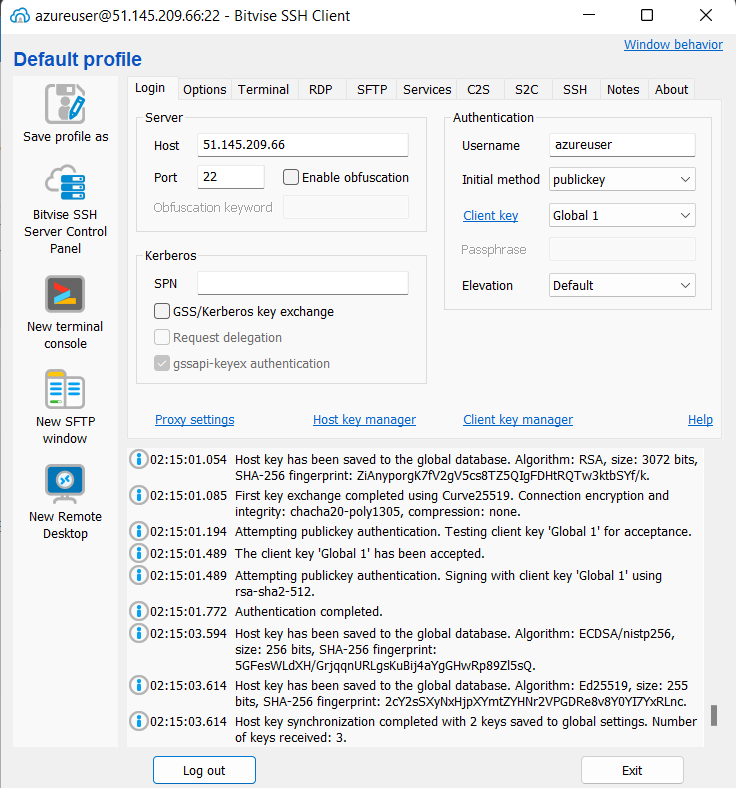 azureuser@51.145.209.66:22 - Bitvise SSH Client
Window behavior
Default profile
Save profile as
Bitvise SSH
Server Control
Panel
New terminal
console
New SFTP
window
New Remote
Desktop
Login Options Terminal RDP SFTP Services C2S S2C SSH Notes About
Server
Host 51.145.209.66
Port 22 Enable obfuscation
Obfuscation keyword
Kerberos
SPN
GSS/Kerberos key exchange
Request delegation
gssapi-keyex authentication
Authentication
Username azureuser
Initial method publickey
Client key Global 1
Passphrase
Elevation Default
Proxy settings Host key manager Client key manager Help
02:15:01.054 Host key has been saved to the global database. Algorithm: RSA, size: 3072 bits,
SHA-256 fingerprint: ZiAnyporgK7fV2gV5cs8TZ5QIgFDHtRQTw3ktbSYf/k.
02:15:01.085 First key exchange completed using Curve25519. Connection encryption and
integrity: chacha20-poly1305, compression: none.
02:15:01.194 Attempting publickey authentication. Testing client key 'Global 1' for acceptance.
02:15:01.489 The client key 'Global 1' has been accepted.
02:15:01.489 Attempting publickey authentication. Signing with client key 'Global 1' using
rsa-sha2-512.
02:15:01.772 Authentication completed.
02:15:03.594 Host key has been saved to the global database. Algorithm: ECDSA/nistp256,
size: 256 bits, SHA-256 fingerprint:
5GFesWLdXH/GrjqqnURLgsKuBij4aYgGHwRp89Zl5sQ.
02:15:03.614 Host key has been saved to the global database. Algorithm: Ed25519, size: 255
bits, SHA-256 fingerprint: 2cY2sSXyNxHjpXYmtZYHNr2VPGDRe8v8Y0YI7YxRLnc.
02:15:03.614 Host key synchronization completed with 2 keys saved to global settings. Number
of keys received: 3.
Log out Exit